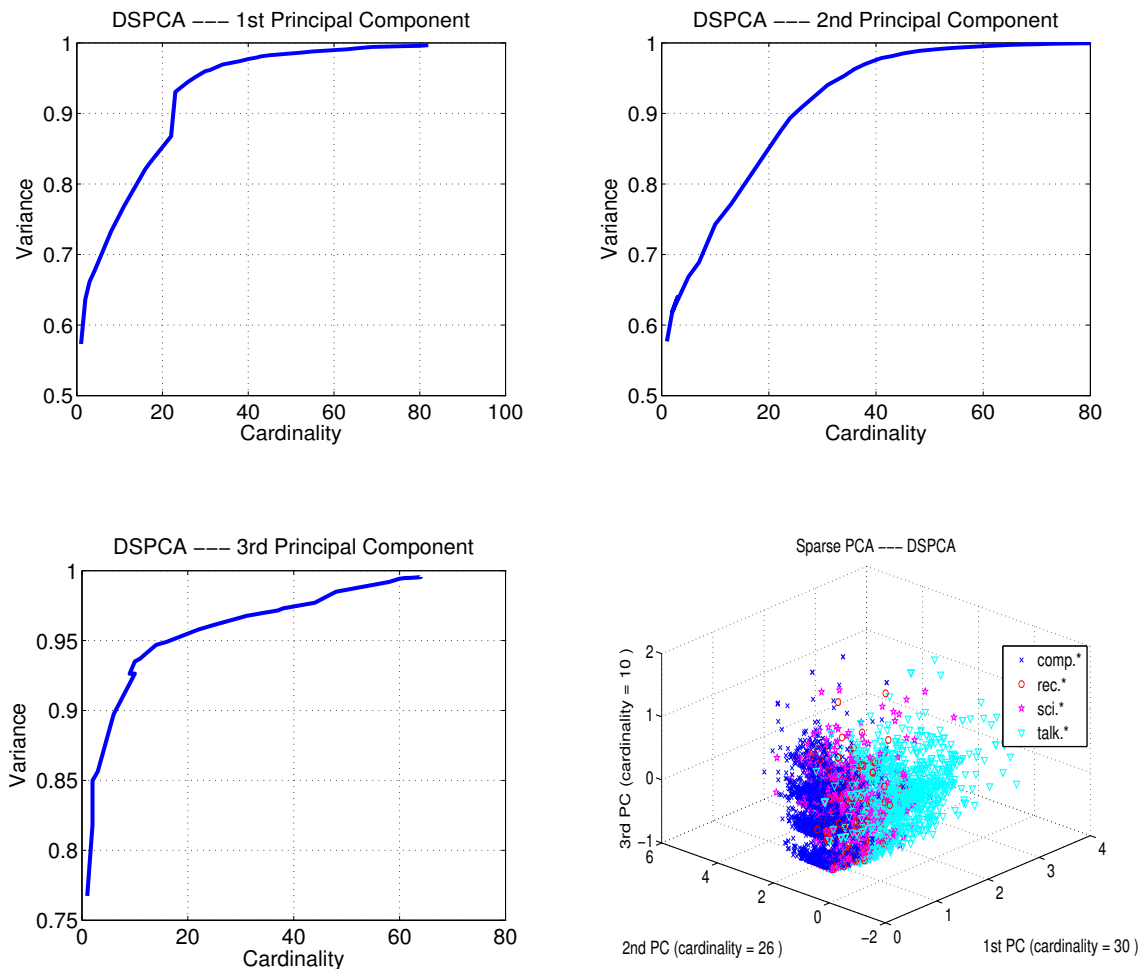 DSPCA −−− 1st Principal Component
1
0.9
0.8
0.7
0.6
0.5
Variance
0 20 40 60 80 100
Cardinality
DSPCA −−− 2nd Principal Component
1
0.9
0.8
0.7
0.6
0.5
Variance
0 20 40 60 80
Cardinality
DSPCA −−− 3rd Principal Component
1
0.95
0.9
0.85
0.8
0.75
Variance
0 20 40 60 80
Cardinality
Sparse PCA −−− DSPCA
comp.*
rec.*
sci.*
talk.*
2
1
0
−1
3rd PC (cardinality = 10 )
6 4 2 0 −2
2nd PC (cardinality = 26 )
0 1 2 3 4
1st PC (cardinality = 30 )